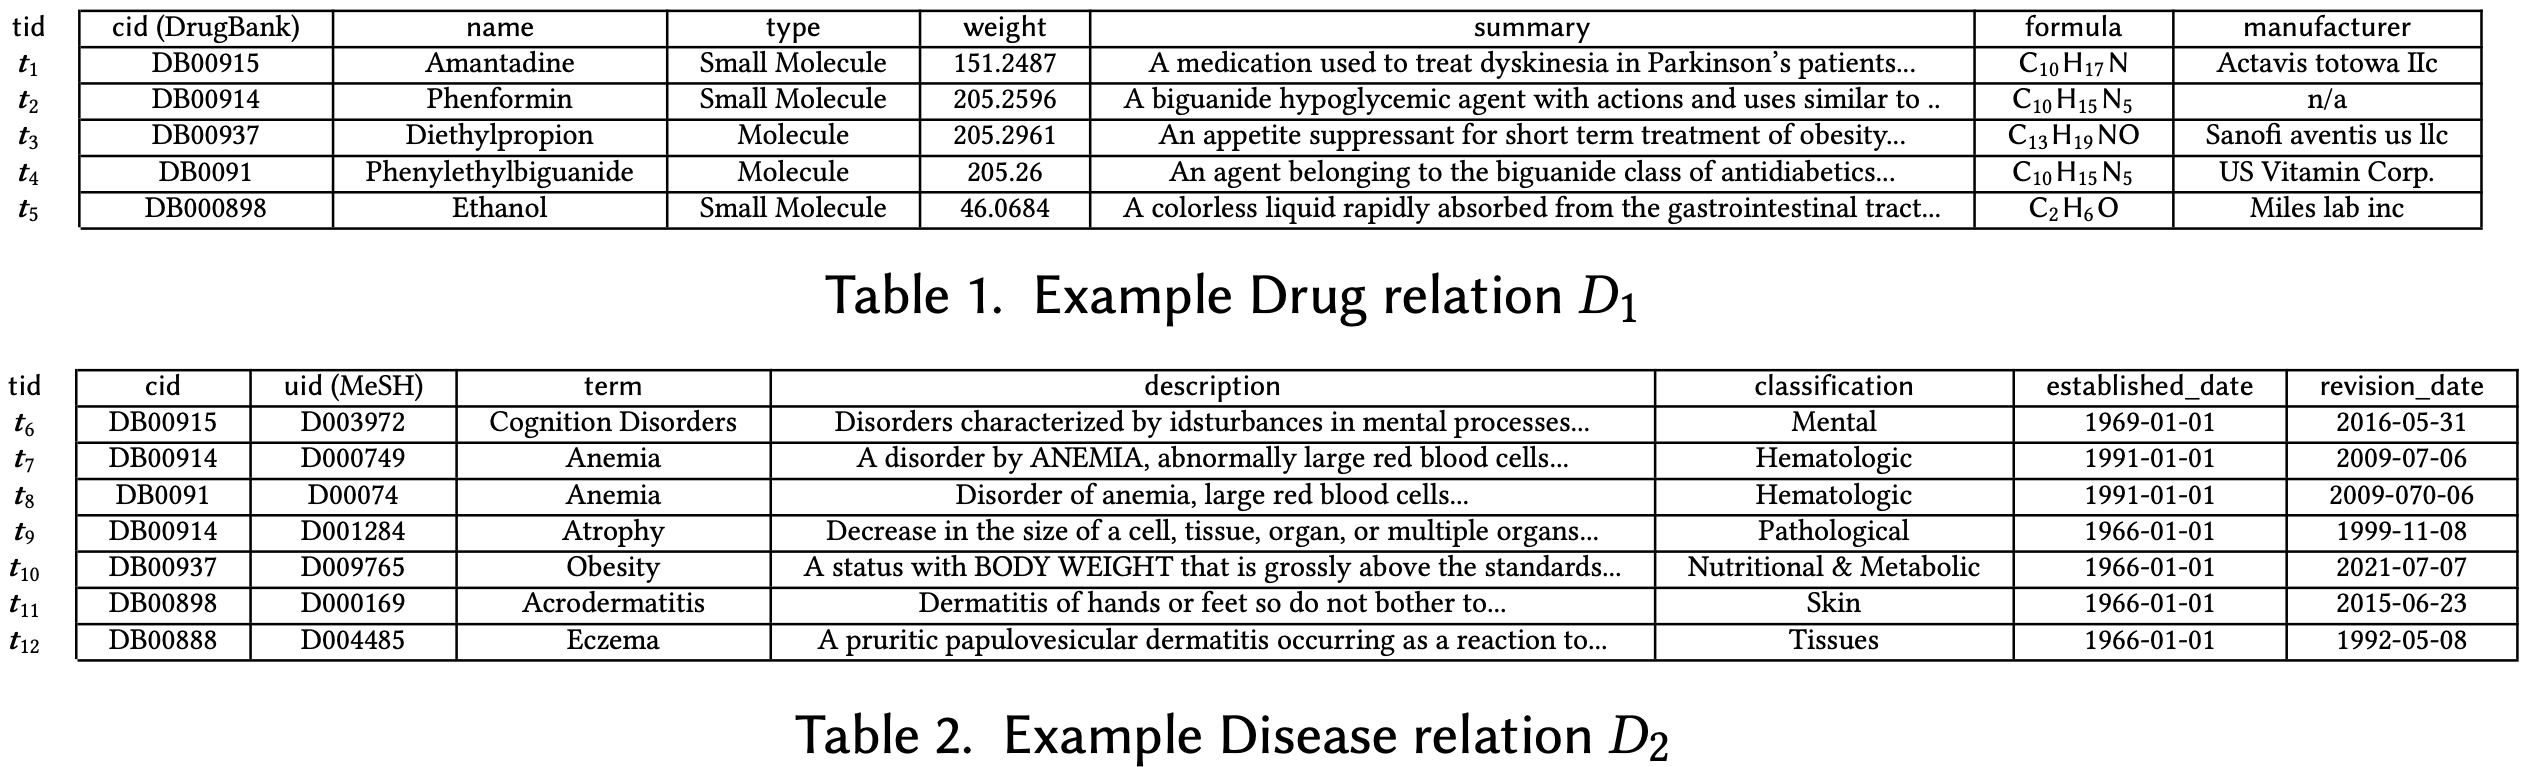 tid cid (DrugBank) name type weight summary formula manufacturer
t1 DB00915 Amantadine Small Molecule 151.2487 A medication used to treat dyskinesia in Parkinson's patients... C10H17N Actavis totowa IIc
t2 DB00914 Phenformin Small Molecule 205.2596 A biguanide hypoglycemic agent with actions and uses similar to .. C10H15N5 n/a
t3 DB00937 Diethylpropion Molecule 205.2961 An appetite suppressant for short term treatment of obesity... C13H19NO Sanofi aventis us llc
t4 DB0091 Phenylethylbiguanide Molecule 205.26 An agent belonging to the biguanide class of antidiabetics... C10H15N5 US Vitamin Corp.
t5 DB000898 Ethanol Small Molecule 46.0684 A colorless liquid rapidly absorbed from the gastrointestinal tract... C2H6O Miles lab inc
Table 1. Example Drug relation D1
tid cid uid (MeSH) term description classification established_date revision_date
t6 DB00915 D003972 Cognition Disorders Disorders characterized by idsturbances in mental processes... Mental 1969-01-01 2016-05-31
t7 DB00914 D000749 Anemia A disorder by ANEMIA, abnormally large red blood cells... Hematologic 1991-01-01 2009-07-06
t8 DB0091 D00074 Anemia Disorder of anemia, large red blood cells... Hematologic 1991-01-01 2009-070-06
t9 DB00914 D001284 Atrophy Decrease in the size of a cell, tissue, organ, or multiple organs... Pathological 1966-01-01 1999-11-08
t10 DB00937 D009765 Obesity A status with BODY WEIGHT that is grossly above the standards... Nutritional & Metabolic 1966-01-01 2021-07-07
t11 DB00898 D000169 Acrodermatitis Dermatitis of hands or feet so do not bother to... Skin 1966-01-01 2015-06-23
t12 DB00888 D004485 Eczema A pruritic papulovesicular dermatitis occurring as a reaction to... Tissues 1966-01-01 1992-05-08
Table 2. Example Disease relation D2